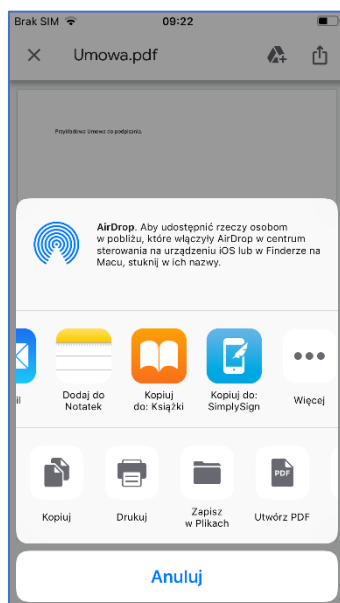 Brak SIM 09:22
Umowa.pdf
Przykładowa Umowa do podpisania.
AirDrop. Aby udostępnić rzeczy osobom
w pobliżu, które włączyły AirDrop w centrum
sterowania na urządzeniu iOS lub w Finderze na
Macu, stuknij w ich nazwy.
il
Dodaj do
Notatek
Kopiuj
do: Książki
Kopiuj do:
SimplySign
Więcej
PDF
Kopiuj
Drukuj
Zapisz
w Plikach
Utwórz PDF
Anuluj